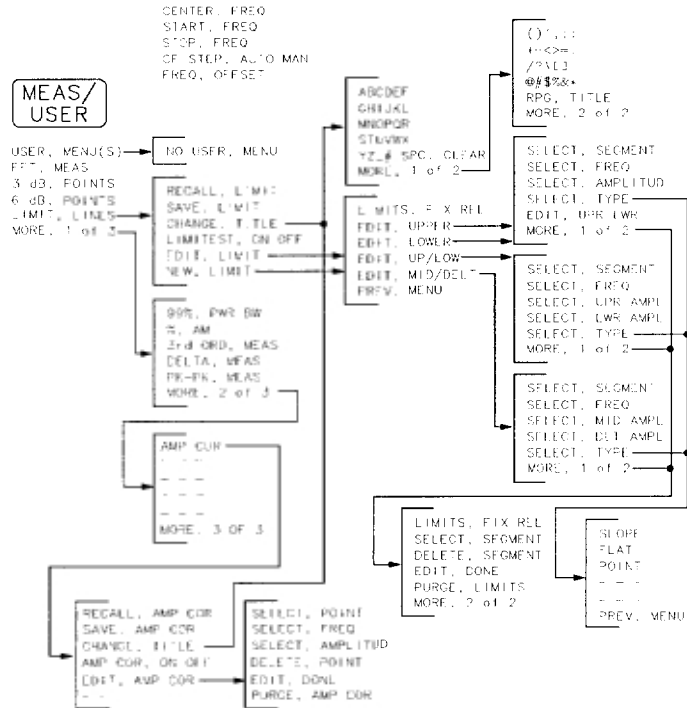 CENTER, FREQ
START, FREQ
STOP, FREQ
CF STEP, AUTO MAN
FREQ, OFFSET
MEAS/
USER
USER, MENU(S)
FFT, MEAS
3 dB, POINTS
6 dB, POINTS
LIMIT, LINES
MORE, 1 of 3
NO USER, MENU
RECALL, LIMIT
SAVE, LIMIT
CHANGE, TITLE
LIMITEST, ON OFF
EDIT, LIMIT
NEW, LIMIT
99%, PWR BW
%, AM
3rd ORD, MEAS
DELTA, MEAS
PK-PK, MEAS
MORE, 2 of 3
AMP COR
- - -
- - -
- - -
- - -
MORE, 3 OF 3
RECALL, AMP COR
SAVE, AMP COR
CHANGE, TITLE
AMP COR, ON OFF
EDIT, AMP COR
- - -
SELECT, POINT
SELECT, FREQ
SELECT, AMPLITUD
DELETE, POINT
EDIT, DONE
PURGE, AMP COR
ABCDEF
GHIJKL
MNOPQR
STUVWX
YZ_# SPC, CLEAR
MORE, 1 of 2
@#$%&*
RPG, TITLE
MORE, 2 of 2
LIMITS, FIX REL
EDIT, UPPER
EDIT, LOWER
EDIT, UP/LOW
EDIT, MID/DELT
PREV, MENU
SELECT, SEGMENT
SELECT, FREQ
SELECT, AMPLITUD
SELECT, TYPE
EDIT, UPR LWR
MORE, 1 of 2
SELECT, SEGMENT
SELECT, FREQ
SELECT, UPR AMPL
SELECT, LWR AMPL
SELECT, TYPE
MORE, 1 of 2
SELECT, SEGMENT
SELECT, FREQ
SELECT, MID AMPL
SELECT, DLT AMPL
SELECT, TYPE
MORE, 1 of 2
LIMITS, FIX REL
SELECT, SEGMENT
DELETE, SEGMENT
EDIT, DONE
PURGE, LIMITS
MORE, 2 of 2
SLOPE
FLAT
POINT
- - -
- - -
PREV, MENU